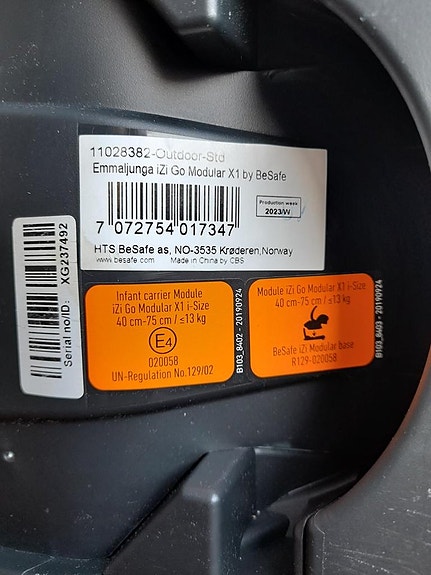 11028382-Outdoor-Std
Emmaljunga iZi Go Modular X1 by BeSafe
Production week
2023/W
7 072754 017347
HTS BeSafe as, NO-3535 Krøderen, Norway
www.besafe.com Made in China by CBS
Serial no/ID: XG237492
Infant carrier Module
iZi Go Modular X1 i-Size
40 cm-75 cm / ≤13 kg
E4
020058
UN-Regulation No.129/02
B103_8402 - 20190924
Module iZi Go Modular X1 i-Size
40 cm-75 cm / ≤13 kg
BeSafe iZi Modular base
R129-020058
B103_8403 - 20190924